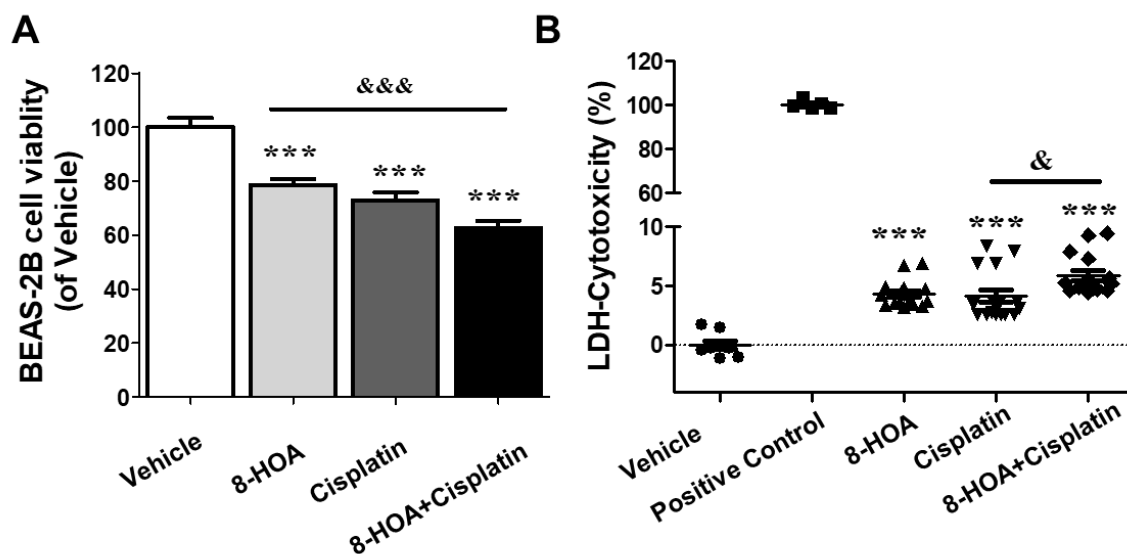 A
BEAS-2B cell viablity
(of Vehicle)
120
100
80
60
40
20
0
&&&
***
***
***
Vehicle
8-HOA
Cisplatin
8-HOA+Cisplatin
B
LDH-Cytotoxicity (%)
120
100
80
60
10
5
0
&
***
***
***
Vehicle
Positive Control
8-HOA
Cisplatin
8-HOA+Cisplatin